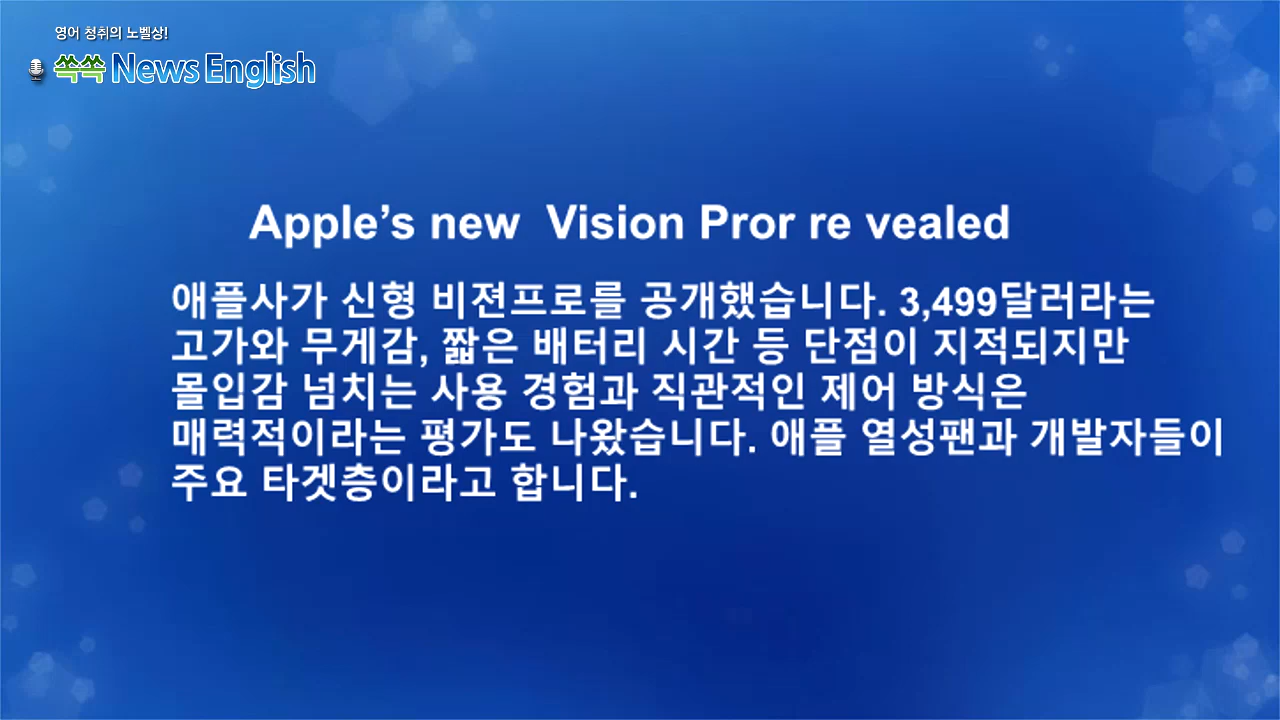 영어 청취의 노벨상!
쏙쏙 News English
Apple’s new  Vision Pror re vealed
애플사가 신형 비젼프로를 공개했습니다. 3,499달러라는
고가와 무게감, 짧은 배터리 시간 등 단점이 지적되지만
몰입감 넘치는 사용 경험과 직관적인 제어 방식은
매력적이라는 평가도 나왔습니다. 애플 열성팬과 개발자들이
주요 타겟층이라고 합니다.